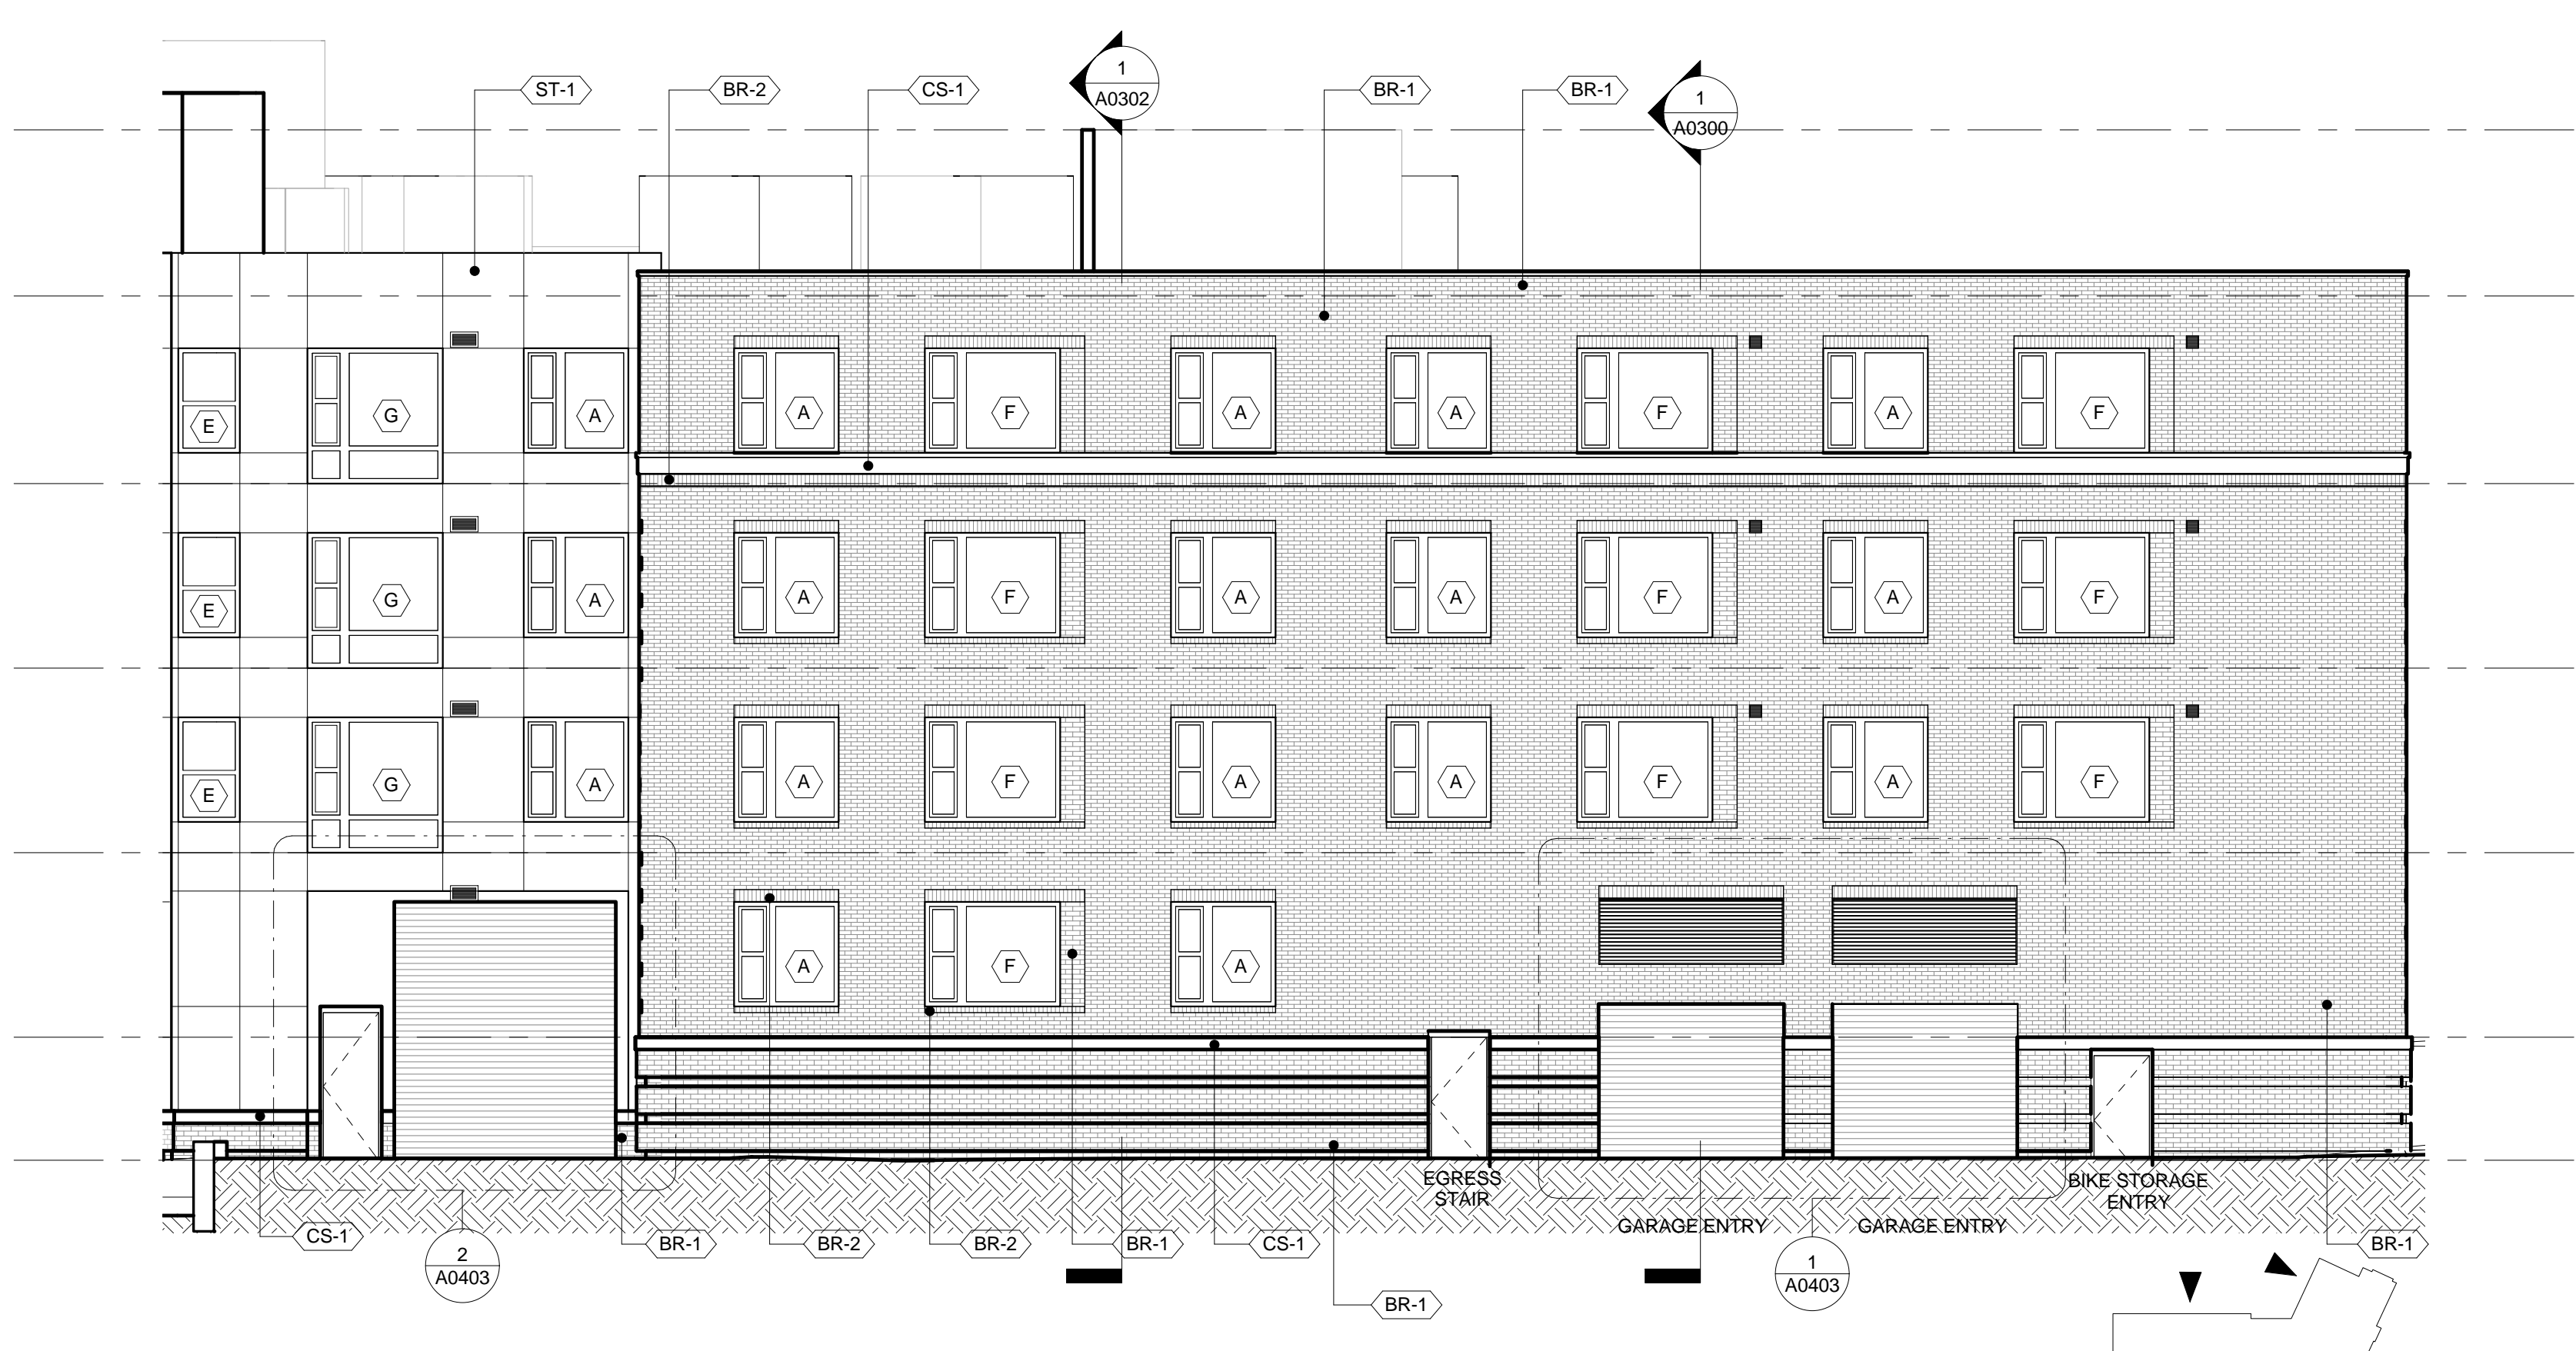 1
A0302
1
A0300
ST-1
BR-2
CS-1
BR-1
BR-1
E
G
A
A
F
A
A
F
A
F
E
G
A
A
F
A
A
F
A
F
E
G
A
A
F
A
A
F
A
F
A
F
A
EGRESS
STAIR
BIKE STORAGE
ENTRY
GARAGE ENTRY
GARAGE ENTRY
CS-1
BR-1
BR-2
BR-2
BR-1
CS-1
BR-1
2
A0403
1
A0403
BR-1